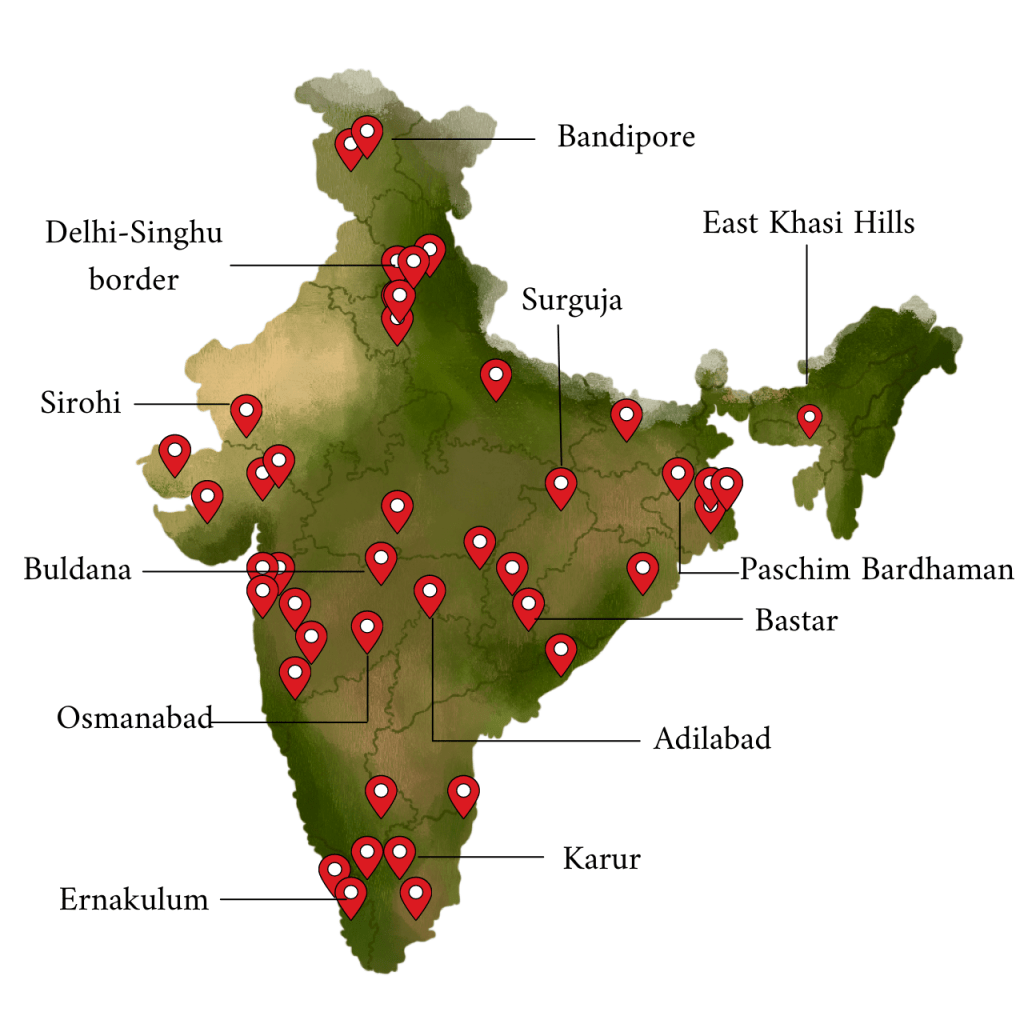 Bandipore
East Khasi Hills
Delhi-Singhu
border
Surguja
Sirohi
Buldana
Paschim Bardhaman
Bastar
Osmanabad
Adilabad
Karur
Ernakulum